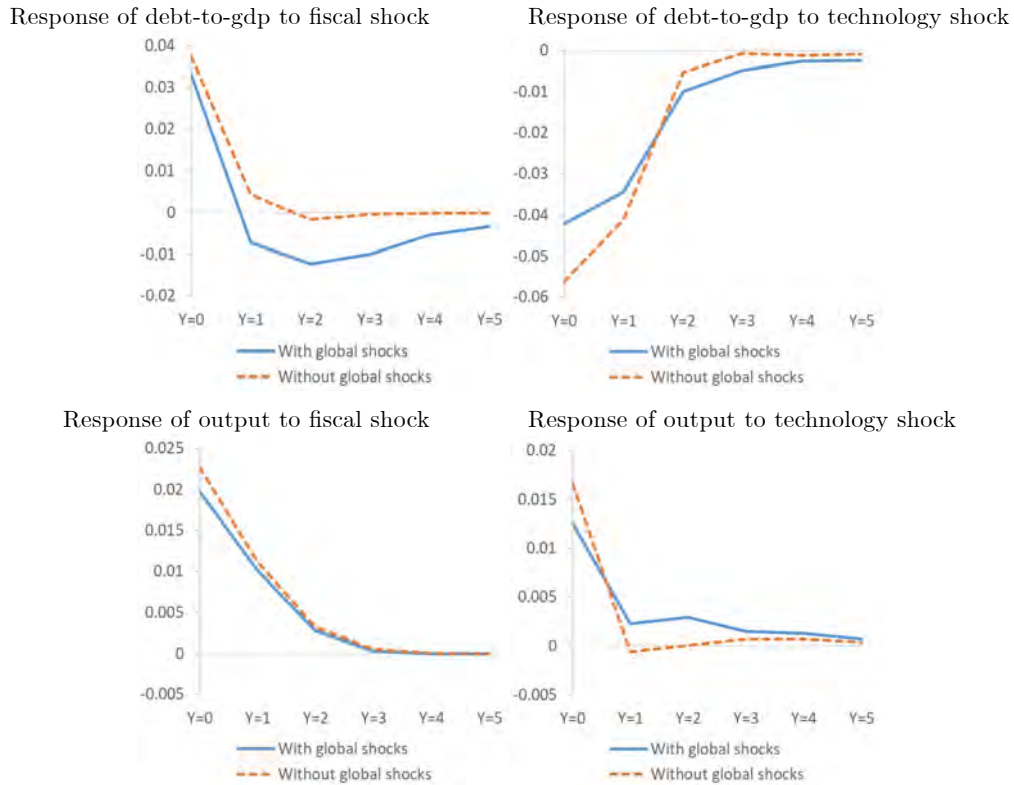 Response of debt-to-gdp to fiscal shock
0.04
0.03
0.02
0.01
0
-0.01
-0.02
Y=0 Y=1 Y=2 Y=3 Y=4 Y=5
With global shocks
Without global shocks
Response of debt-to-gdp to technology shock
0
-0.01
-0.02
-0.03
-0.04
-0.05
-0.06
Y=0 Y=1 Y=2 Y=3 Y=4 Y=5
With global shocks
Without global shocks
Response of output to fiscal shock
0.025
0.02
0.015
0.01
0.005
0
-0.005
Y=0 Y=1 Y=2 Y=3 Y=4 Y=5
With global shocks
Without global shocks
Response of output to technology shock
0.02
0.015
0.01
0.005
0
-0.005
Y=0 Y=1 Y=2 Y=3 Y=4 Y=5
With global shocks
Without global shocks